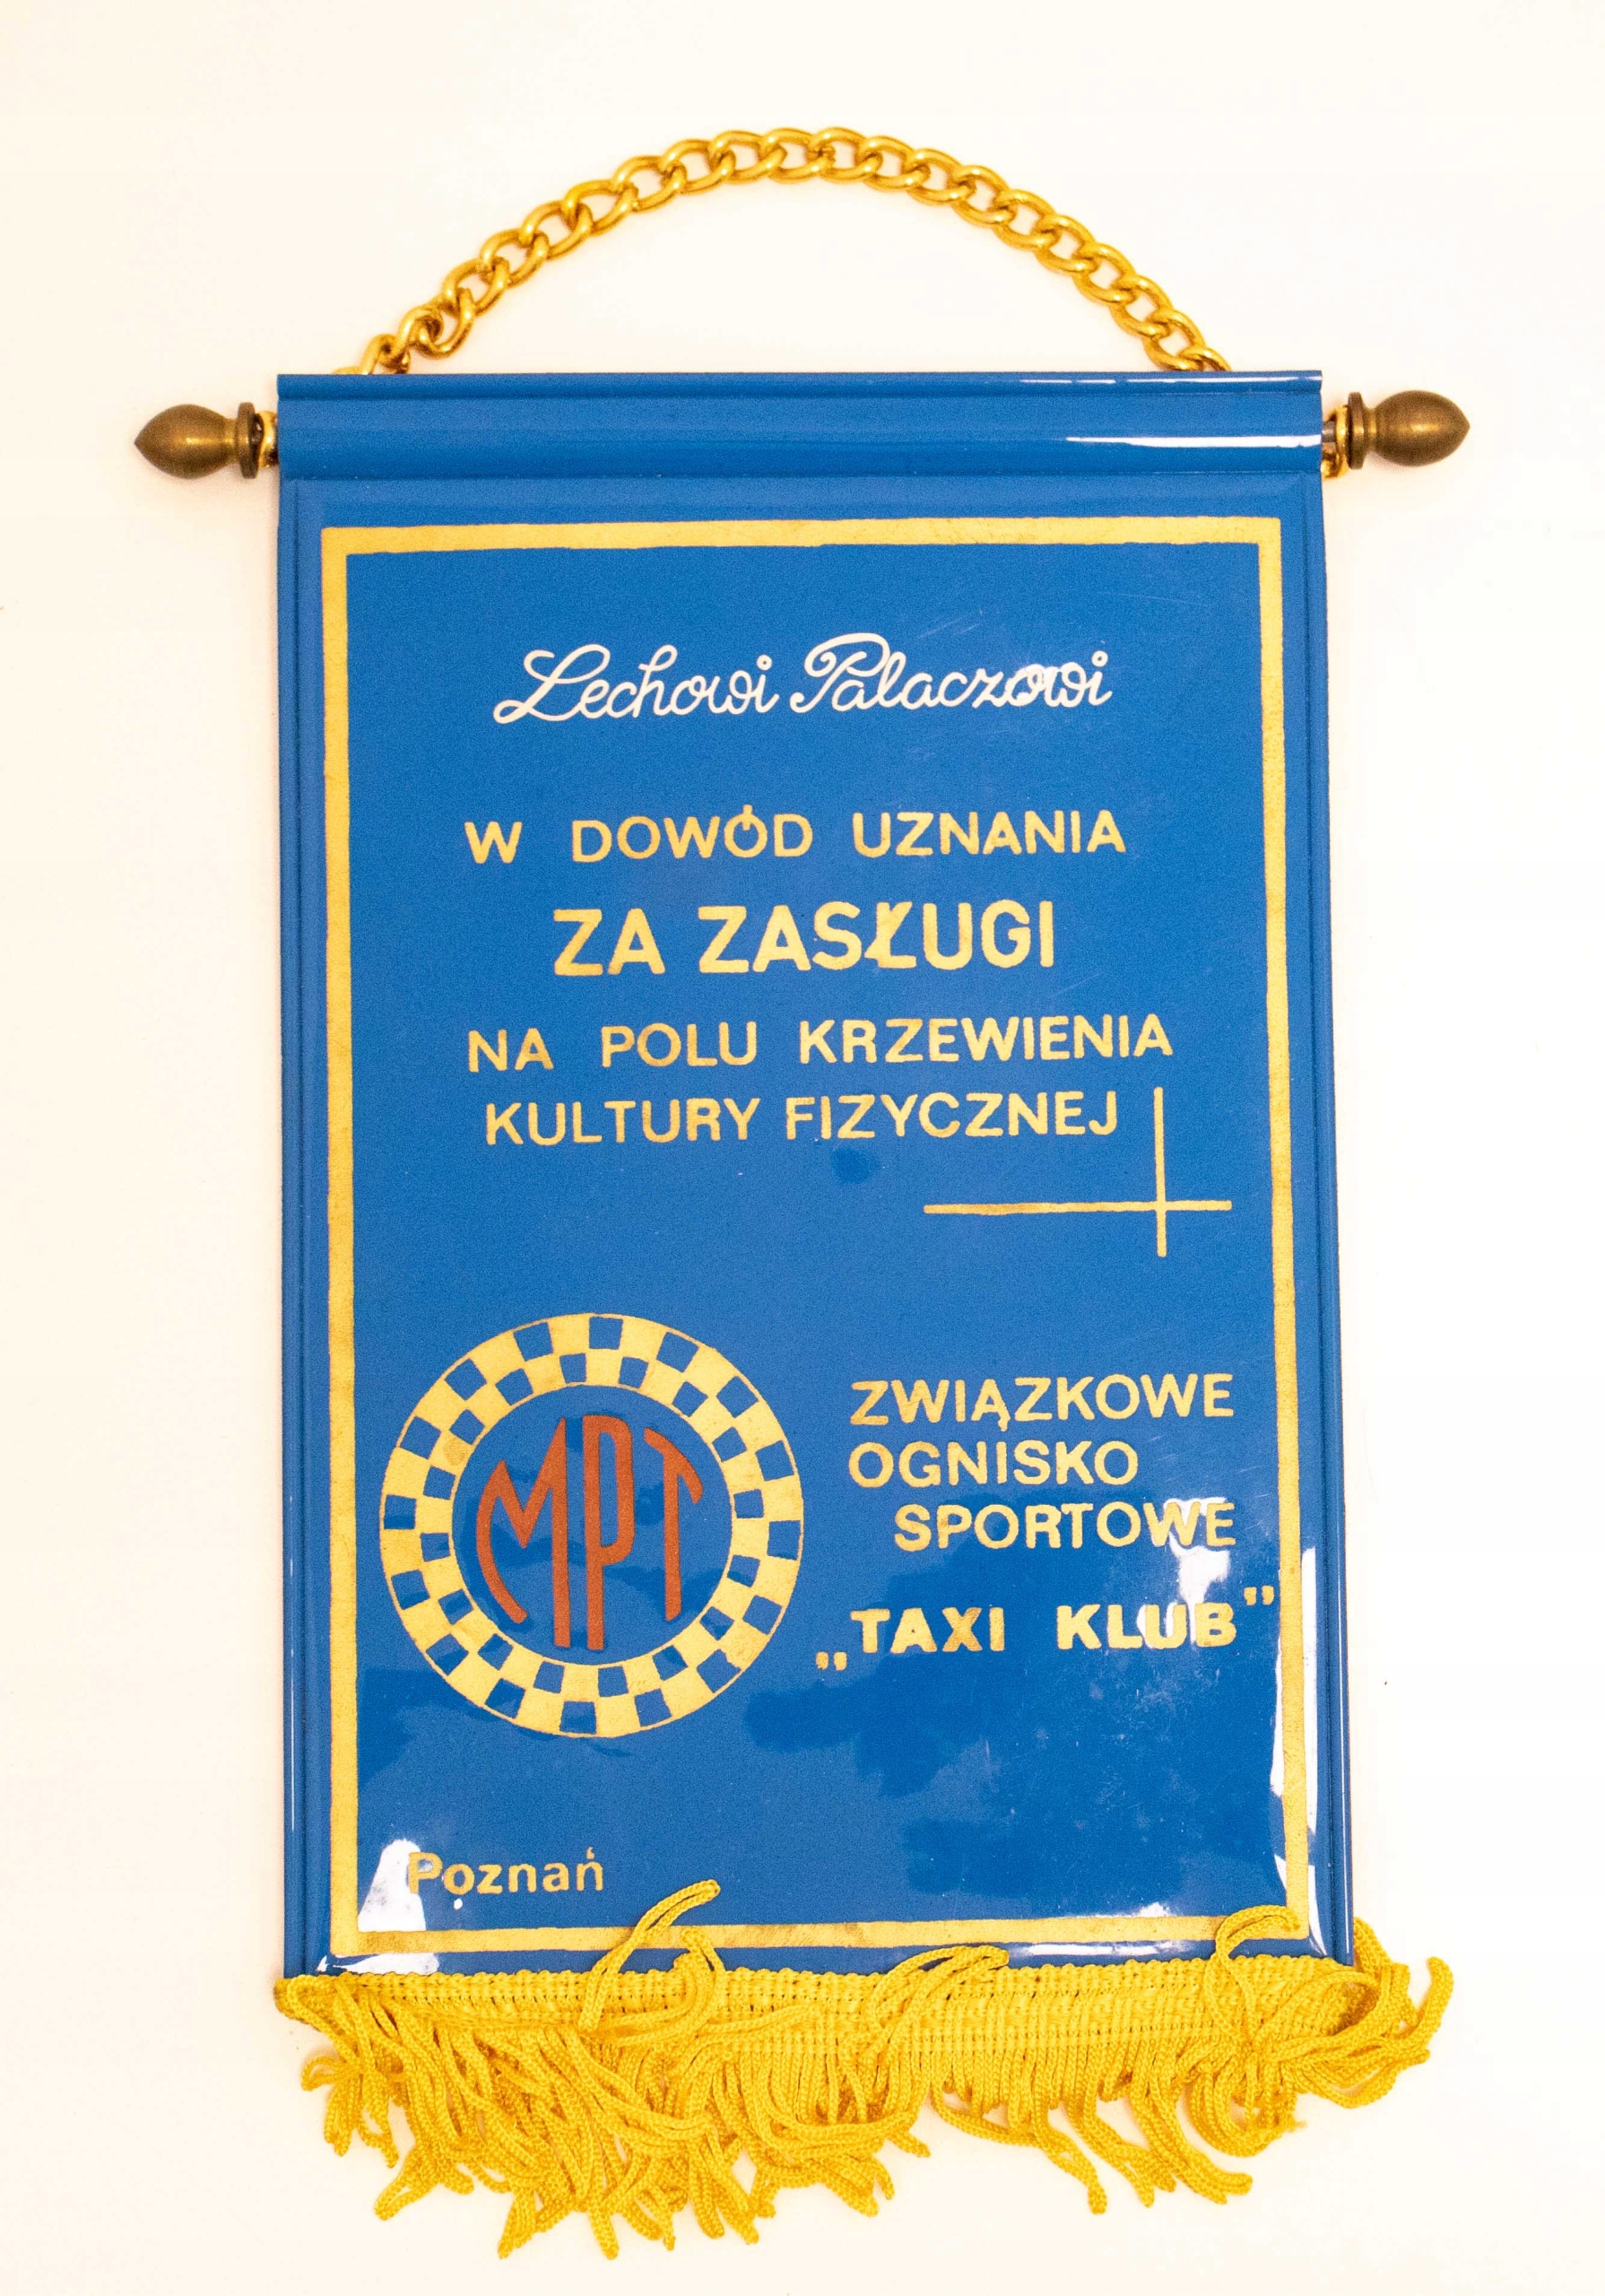 Lechowi Palaczowi
W DOWÓD UZNANIA
ZA ZASŁUGI
NA POLU KRZEWIENIA
KULTURY FIZYCZNEJ
MPT
ZWIĄZKOWE
OGNISKO
SPORTOWE
„TAXI KLUB”
Poznań